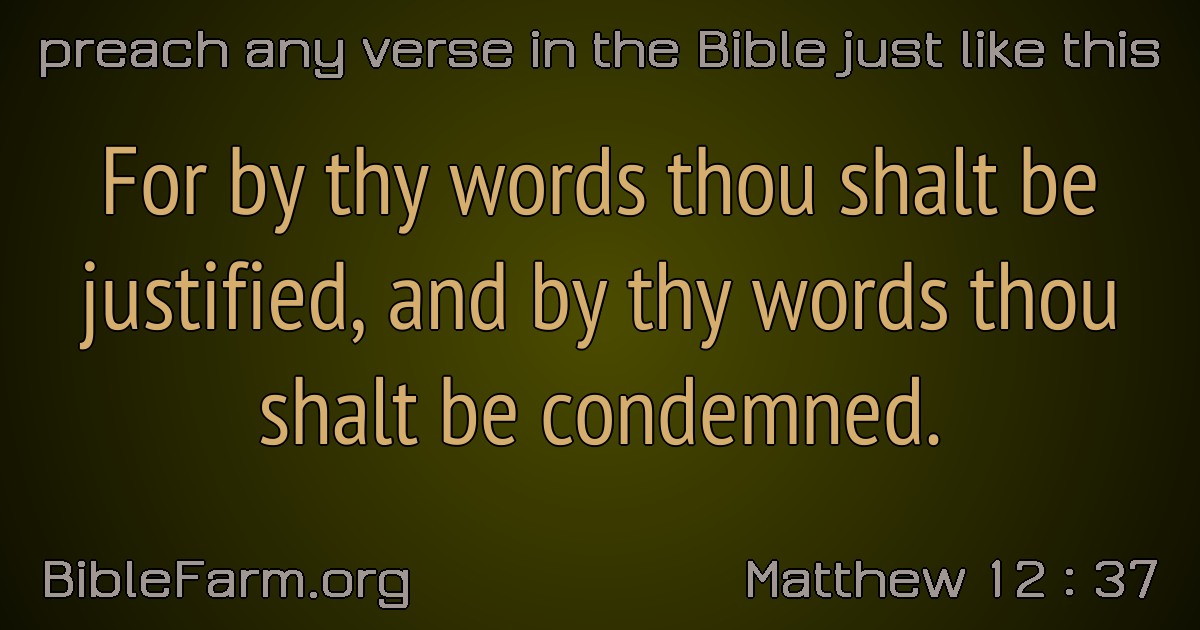 preach any verse in the Bible just like this
For by thy words thou shalt be
justified, and by thy words thou
shalt be condemned.
BibleFarm.org
Matthew 12 : 37